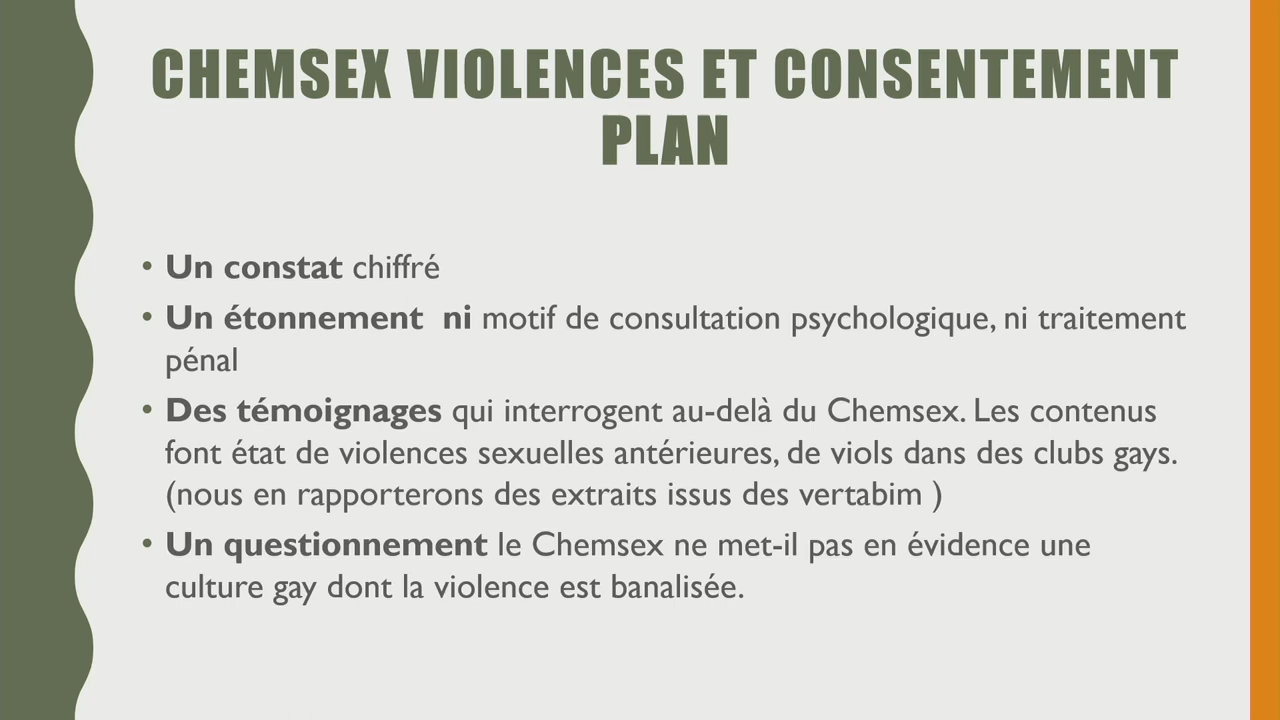 CHEMSEX VIOLENCES ET CONSENTEMENT
PLAN
• Un constat chiffré
• Un étonnement ni motif de consultation psychologique, ni traitement
pénal
• Des témoignages qui interrogent au-delà du Chemsex. Les contenus
font état de violences sexuelles antérieures, de viols dans des clubs gays.
(nous en rapporterons des extraits issus des vertabim )
• Un questionnement le Chemsex ne met-il pas en évidence une
culture gay dont la violence est banalisée.